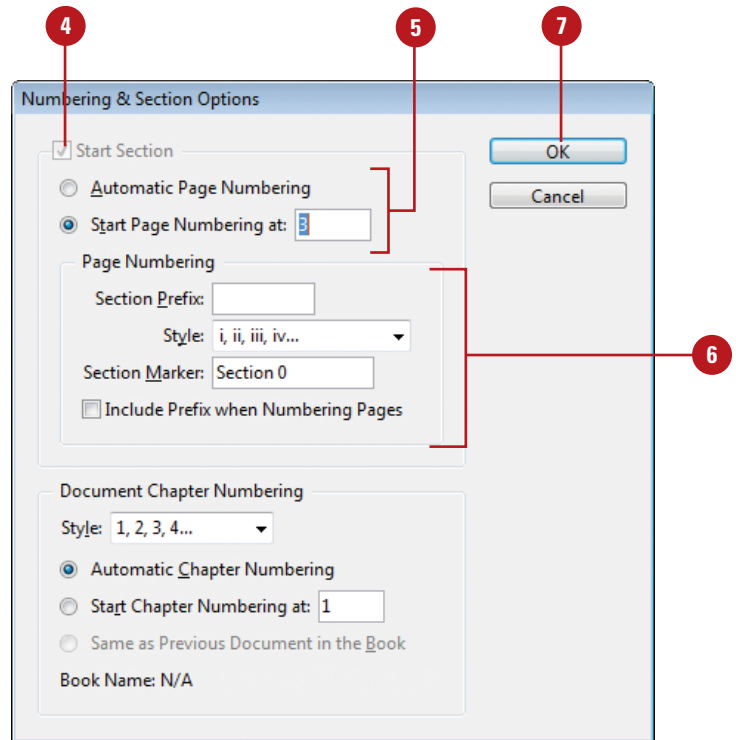 4 5 7
Numbering & Section Options
Start Section
OK
Automatic Page Numbering
Cancel
Start Page Numbering at: 3
Page Numbering
Section Prefix:
Style: i, ii, iii, iv...
6
Section Marker: Section 0
Include Prefix when Numbering Pages
Document Chapter Numbering
Style: 1, 2, 3, 4...
Automatic Chapter Numbering
Start Chapter Numbering at: 1
Same as Previous Document in the Book
Book Name: N/A